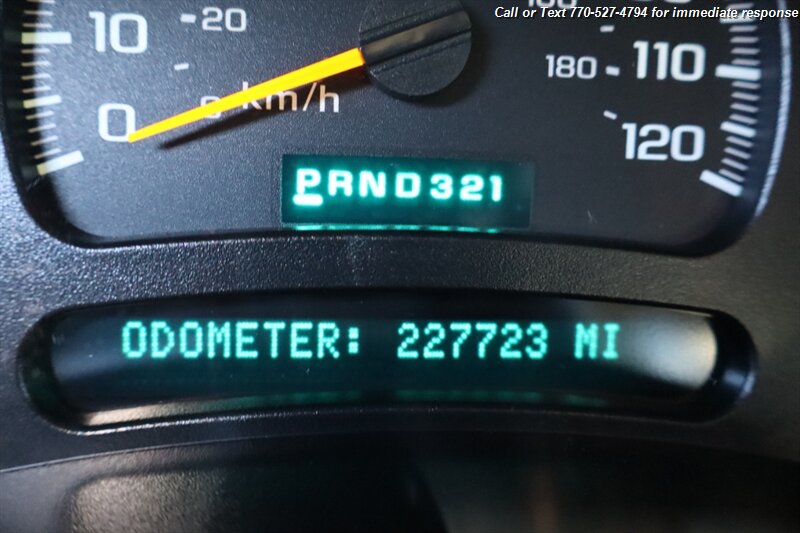 Call or Text 770-527-4794 for immediate response
10 20
0 km/h
0
180 110
120
PRND321
ODOMETER: 227723 MI